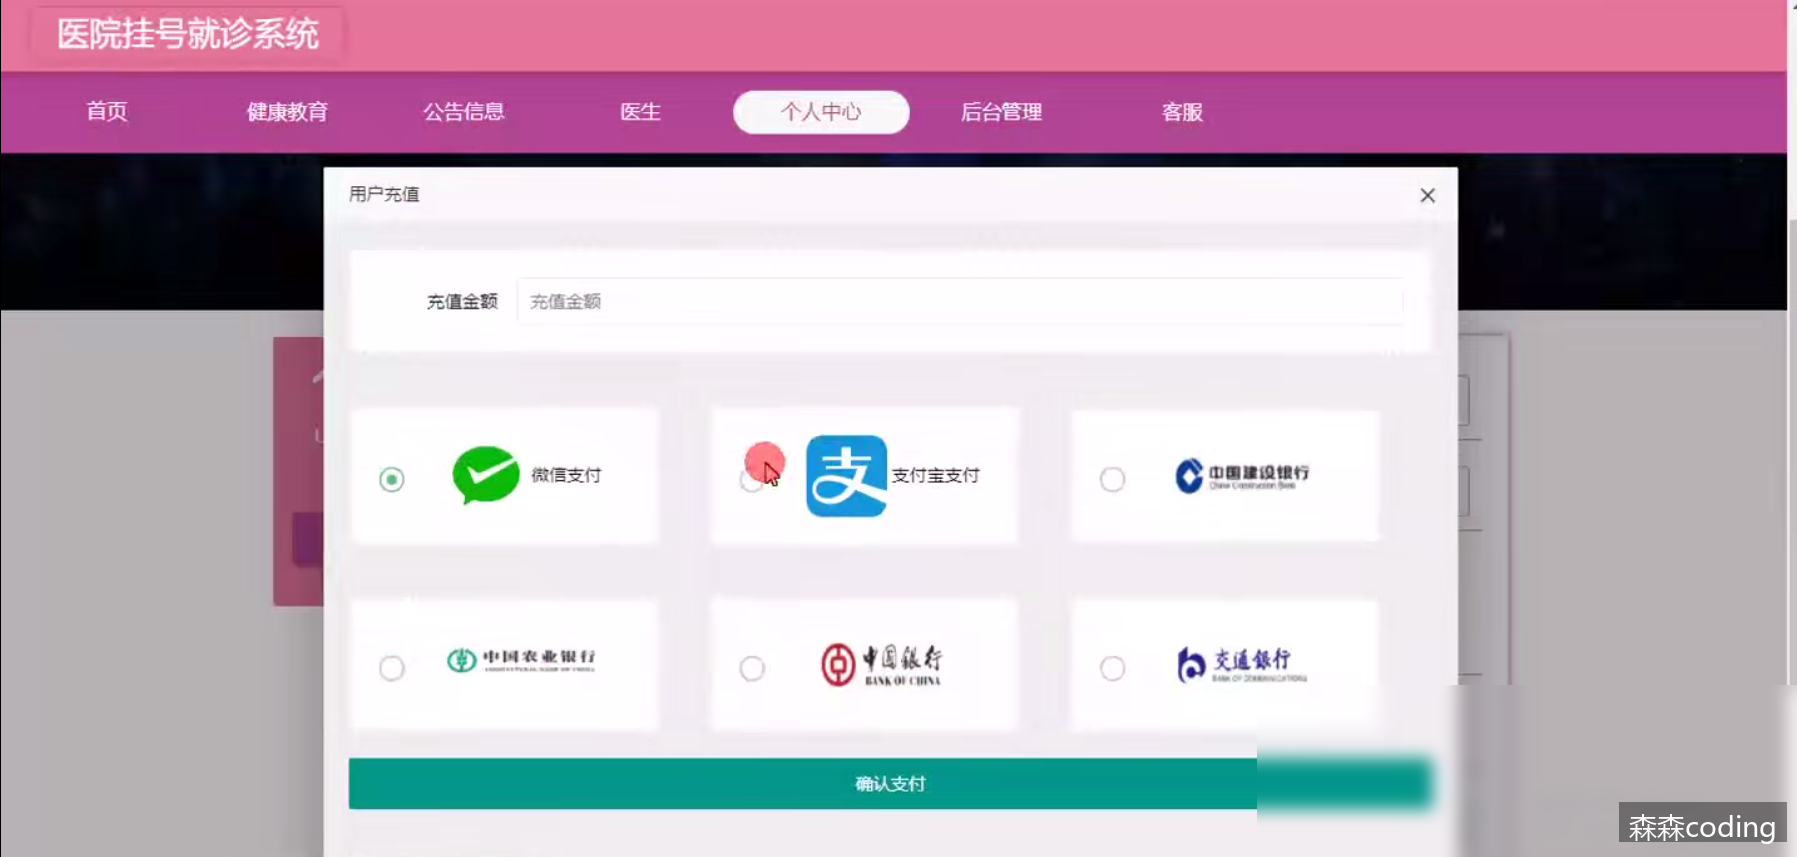 医院挂号就诊系统
首页 健康教育 公告信息 医生 个人中心 后台管理 客服
用户充值
充值金额 充值金额
微信支付 支 支付宝支付 中国建设银行
China Construction Bank
中国农业银行 中国银行 交通银行
BANK OF CHINA BANK OF COMMUNICATIONS
确认支付
森森coding